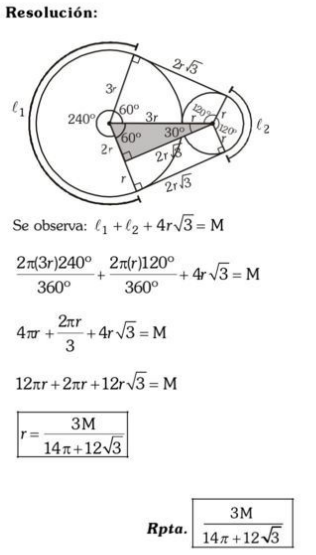 Resolución:
2r√3
3r
ℓ₁
240°
60°
3r
120°
r
r
120°
ℓ₂
60°
30°
r
2r
2r√3
r
2r√3
Se observa: ℓ₁ + ℓ₂ + 4r√3 = M
2π(3r)240°/360° + 2π(r)120°/360° + 4r√3 = M
4πr + 2πr/3 + 4r√3 = M
12πr + 2πr + 12r√3 = M
r = 3M/14π + 12√3
Rpta. 3M/14π + 12√3